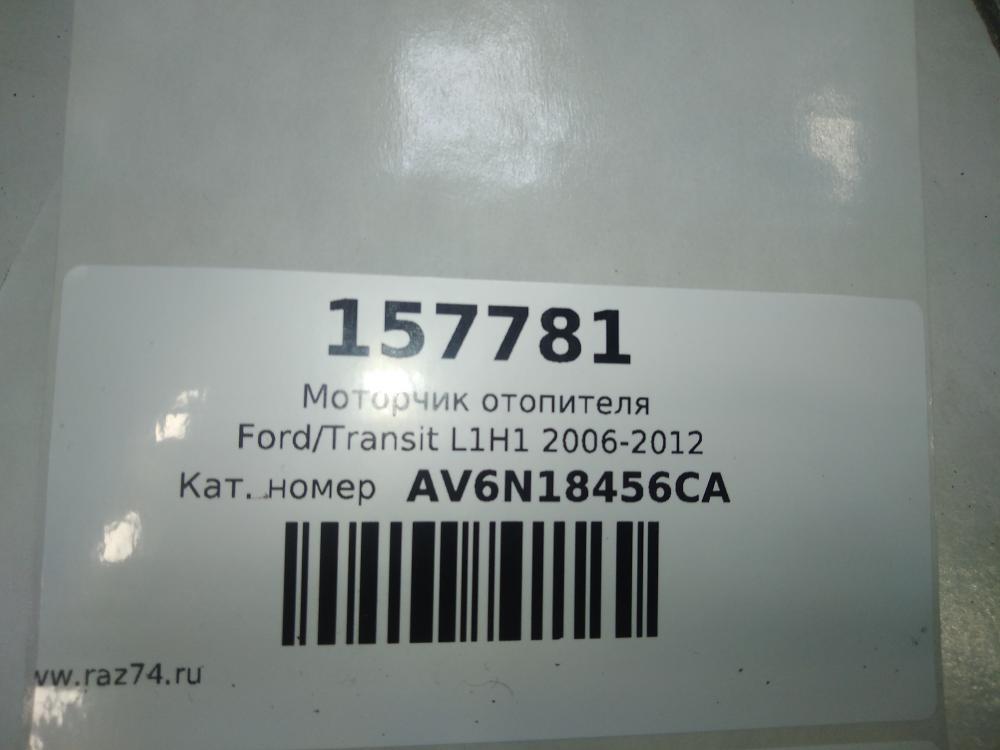 157781
Моторчик отопителя
Ford/Transit L1H1 2006-2012
Кат. номер AV6N18456CA
ww.raz74.ru